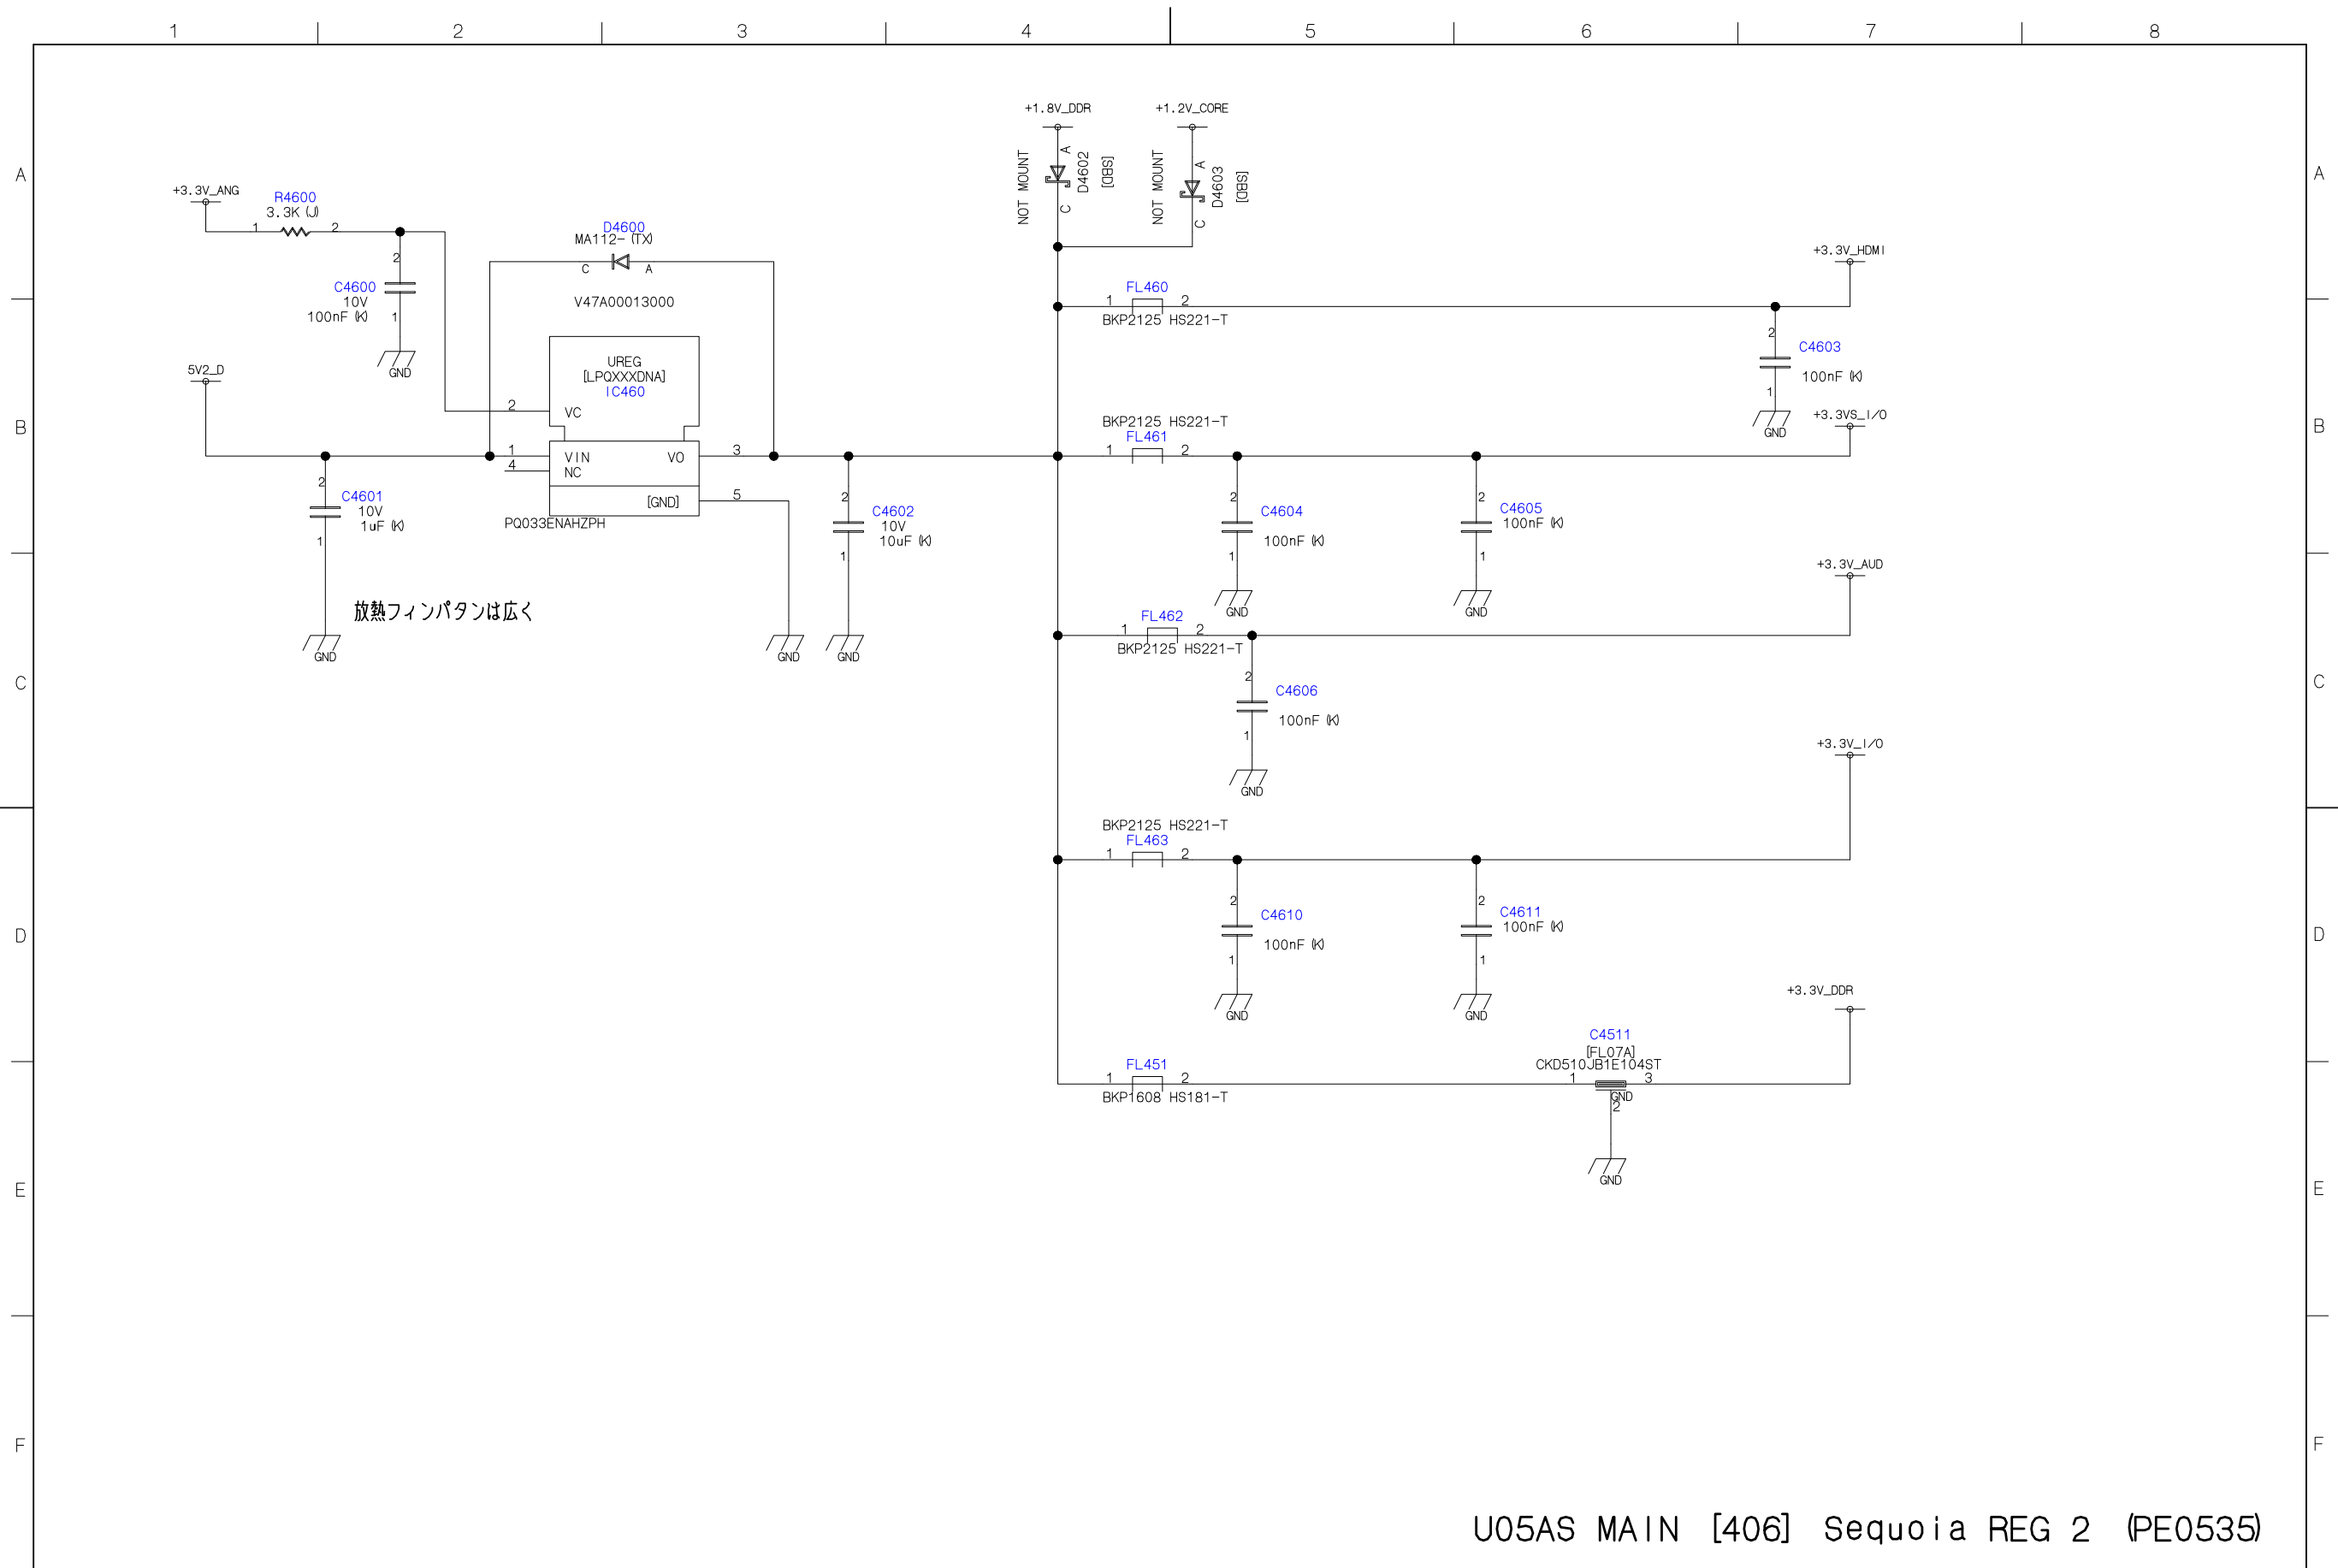 1 2 3 4 5 6 7 8
A A
B B
C C
D D
E E
F F
+3.3V_ANG
R4600
3.3K (J)
1 2
2
C4600
10V
100nF (K)
1
GND
D4600
MA112- (TX)
C A
V47A00013000
UREG
[LPQXXXDNA]
IC460
2 VC
1 VIN VO 3
4 NC
[GND] 5
PQ033ENAHZPH
5V2_D
2
C4601
10V
1uF (K)
1
GND
放熱フィンパタンは広く
GND
2
C4602
10V
10uF (K)
1
GND
+1.8V_DDR
NOT MOUNT
A
D4602
[SBD]
C
+1.2V_CORE
NOT MOUNT
A
D4603
[SBD]
C
FL460
1 2
BKP2125 HS221-T
+3.3V_HDMI
2
C4603
100nF (K)
1
GND
BKP2125 HS221-T
FL461
1 2
+3.3VS_I/O
2
C4604
100nF (K)
1
GND
2
C4605
100nF (K)
1
GND
FL462
1 2
BKP2125 HS221-T
+3.3V_AUD
2
C4606
100nF (K)
1
GND
BKP2125 HS221-T
FL463
1 2
+3.3V_I/O
2
C4610
100nF (K)
1
GND
2
C4611
100nF (K)
1
GND
FL451
1 2
BKP1608 HS181-T
C4511
[FL07A]
CKD510JB1E104ST
1 3
GND
2
GND
+3.3V_DDR
U05AS MAIN [406] Sequoia REG 2 (PE0535)